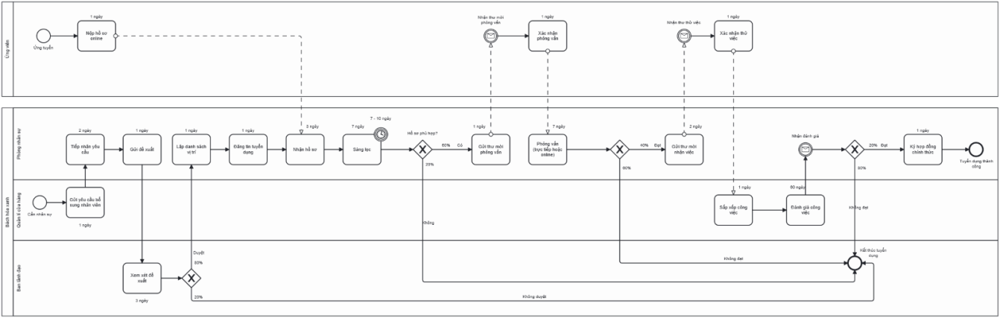 Ứng viên
Ứng tuyển
1 ngày
Nộp hồ sơ
online
Nhận thư mời
phỏng vấn
1 ngày
Xác nhận
phỏng vấn
Nhận thư thử việc
1 ngày
Xác nhận thử
việc
Bách hóa xanh
Phòng nhân sự
2 ngày
Tiếp nhận yêu
cầu
1 ngày
Gửi đề xuất
1 ngày
Lập danh sách
vị trí
1 ngày
Đăng tin tuyển
dụng
3 ngày
Nhận hồ sơ
7 ngày
Sàng lọc
7 - 10 ngày
Hồ sơ phù hợp?
60%
Có
20%
Không
1 ngày
Gửi thư mời
phỏng vấn
7 ngày
Phỏng vấn
(trực tiếp hoặc
online)
40%
Đạt
60%
Không đạt
2 ngày
Gửi thư mời
nhận việc
Nhận đánh giá
20%
Đạt
80%
Không đạt
1 ngày
Ký hợp đồng
chính thức
Tuyển dụng thành
công
Quản lí cửa hàng
Cần nhân sự
Gửi yêu cầu bổ
sung nhân viên
1 ngày
1 ngày
Sắp xếp công
việc
60 ngày
Đánh giá công
việc
Ban lãnh đạo
Xem xét đề
xuất
3 ngày
Duyệt
80%
20%
Không duyệt
Kết thúc tuyển
dụng